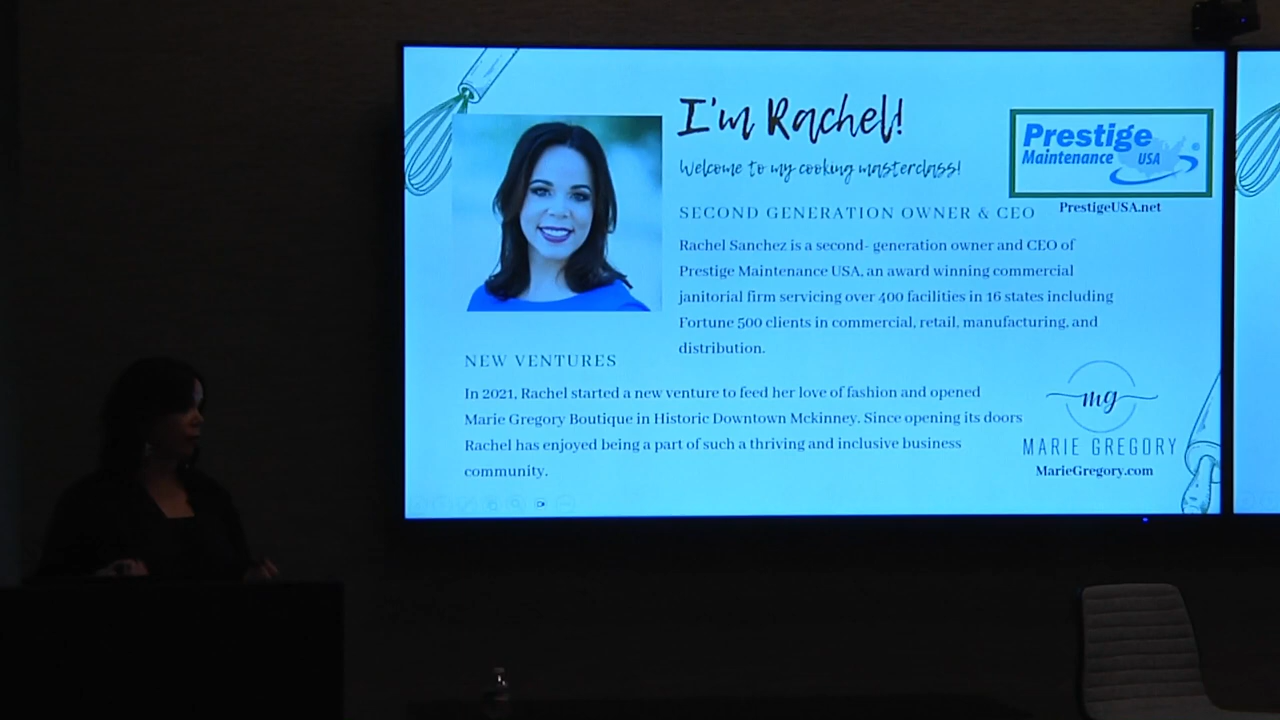 I'm Rachel!
Welcome to my cooking masterclass!
Prestige
Maintenance USA
PrestigeUSA.net
SECOND GENERATION OWNER & CEO
Rachel Sanchez is a second- generation owner and CEO of
Prestige Maintenance USA, an award winning commercial
janitorial firm servicing over 400 facilities in 16 states including
Fortune 500 clients in commercial, retail, manufacturing, and
distribution.
NEW VENTURES
In 2021, Rachel started a new venture to feed her love of fashion and opened
Marie Gregory Boutique in Historic Downtown Mckinney. Since opening its doors
Rachel has enjoyed being a part of such a thriving and inclusive business
community.
mg
MARIE GREGORY
MarieGregory.com